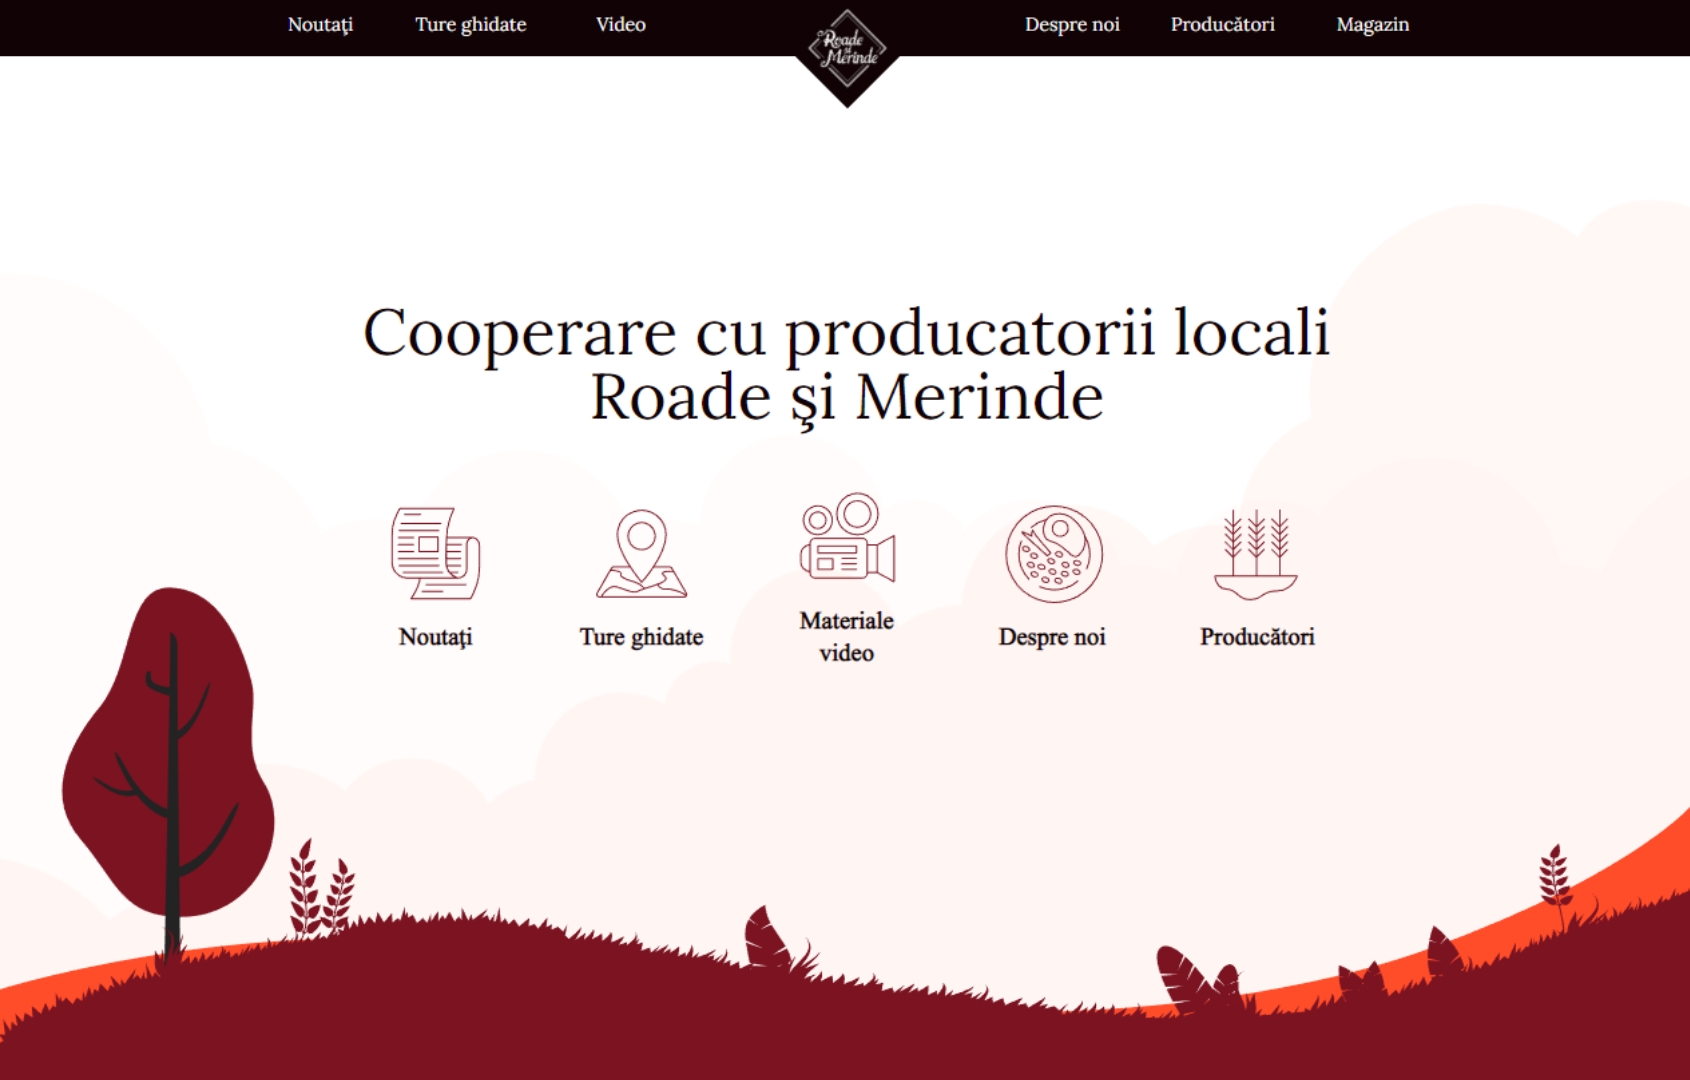 Noutaţi Ture ghidate Video
Roade
și
Merinde
Despre noi Producători Magazin
Cooperare cu producatorii locali
Roade şi Merinde
Noutaţi
Ture ghidate
Materiale
video
Despre noi
Producători